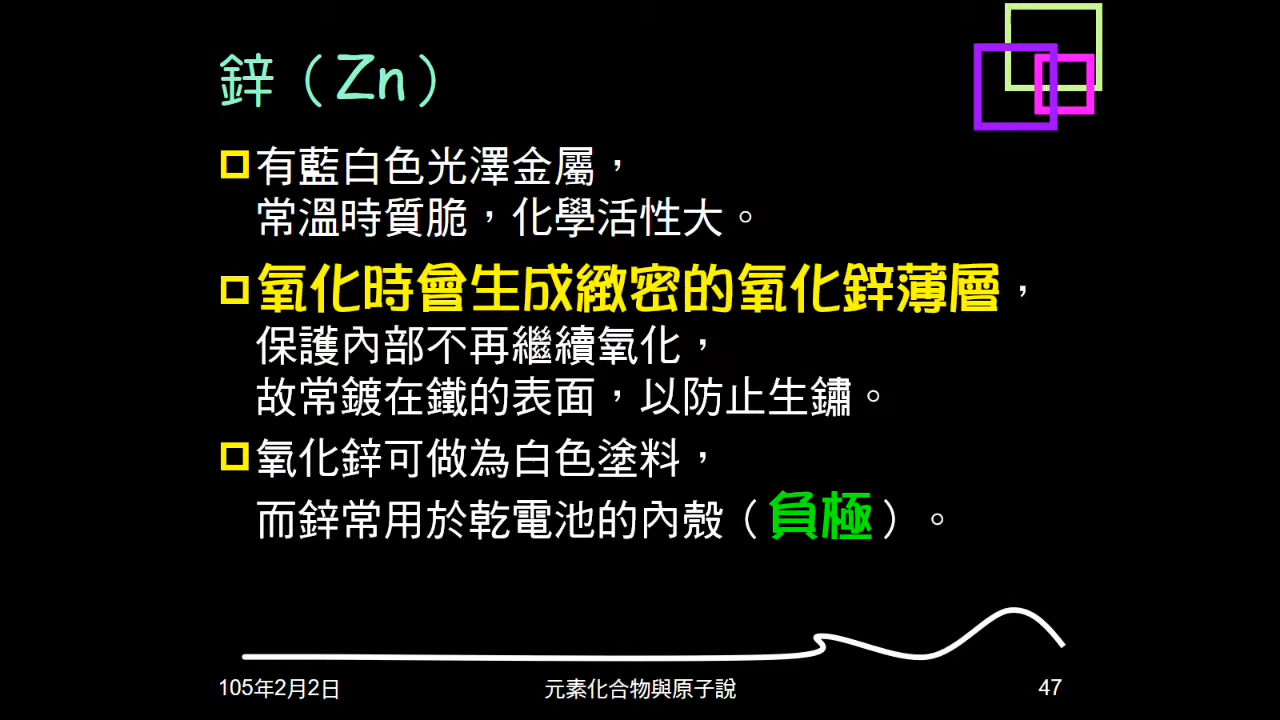 鋅（Zn）
有藍白色光澤金屬，
常溫時質脆，化學活性大。
氧化時會生成緻密的氧化鋅薄層，
保護內部不再繼續氧化，
故常鍍在鐵的表面，以防止生鏽。
氧化鋅可做為白色塗料，
而鋅常用於乾電池的內殼（負極）。
105年2月2日
元素化合物與原子說
47